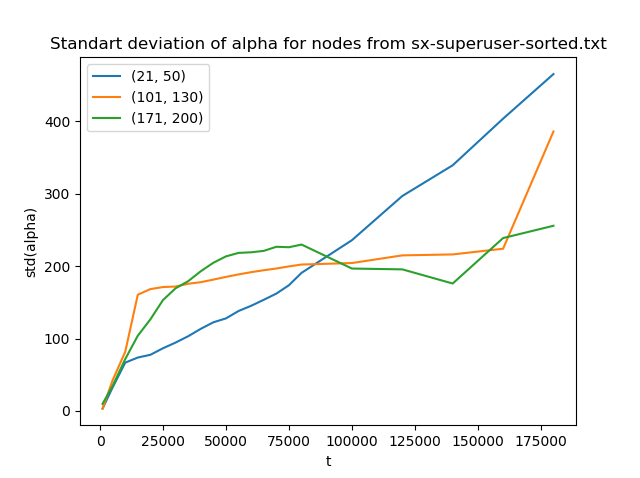 Standart deviation of alpha for nodes from sx-superuser-sorted.txt
(21, 50)
(101, 130)
(171, 200)
std(alpha)
400
300
200
100
0
0 25000 50000 75000 100000 125000 150000 175000
t